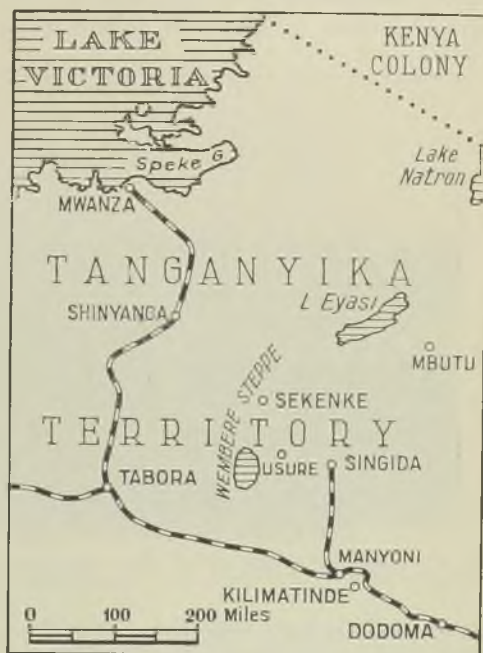 LAKE
VICTORIA
KENYA
COLONY
Speke G.
Lake
Natron
MWANZA
TANGANYIKA
L Eyasi
SHINYANGA
MBUTU
WEMBERE STEPPE
SEKENKE
TERRITORY
USURE
SINGIDA
TABORA
MANYONI
KILIMATINDE
0 100 200
Miles
DODOMA